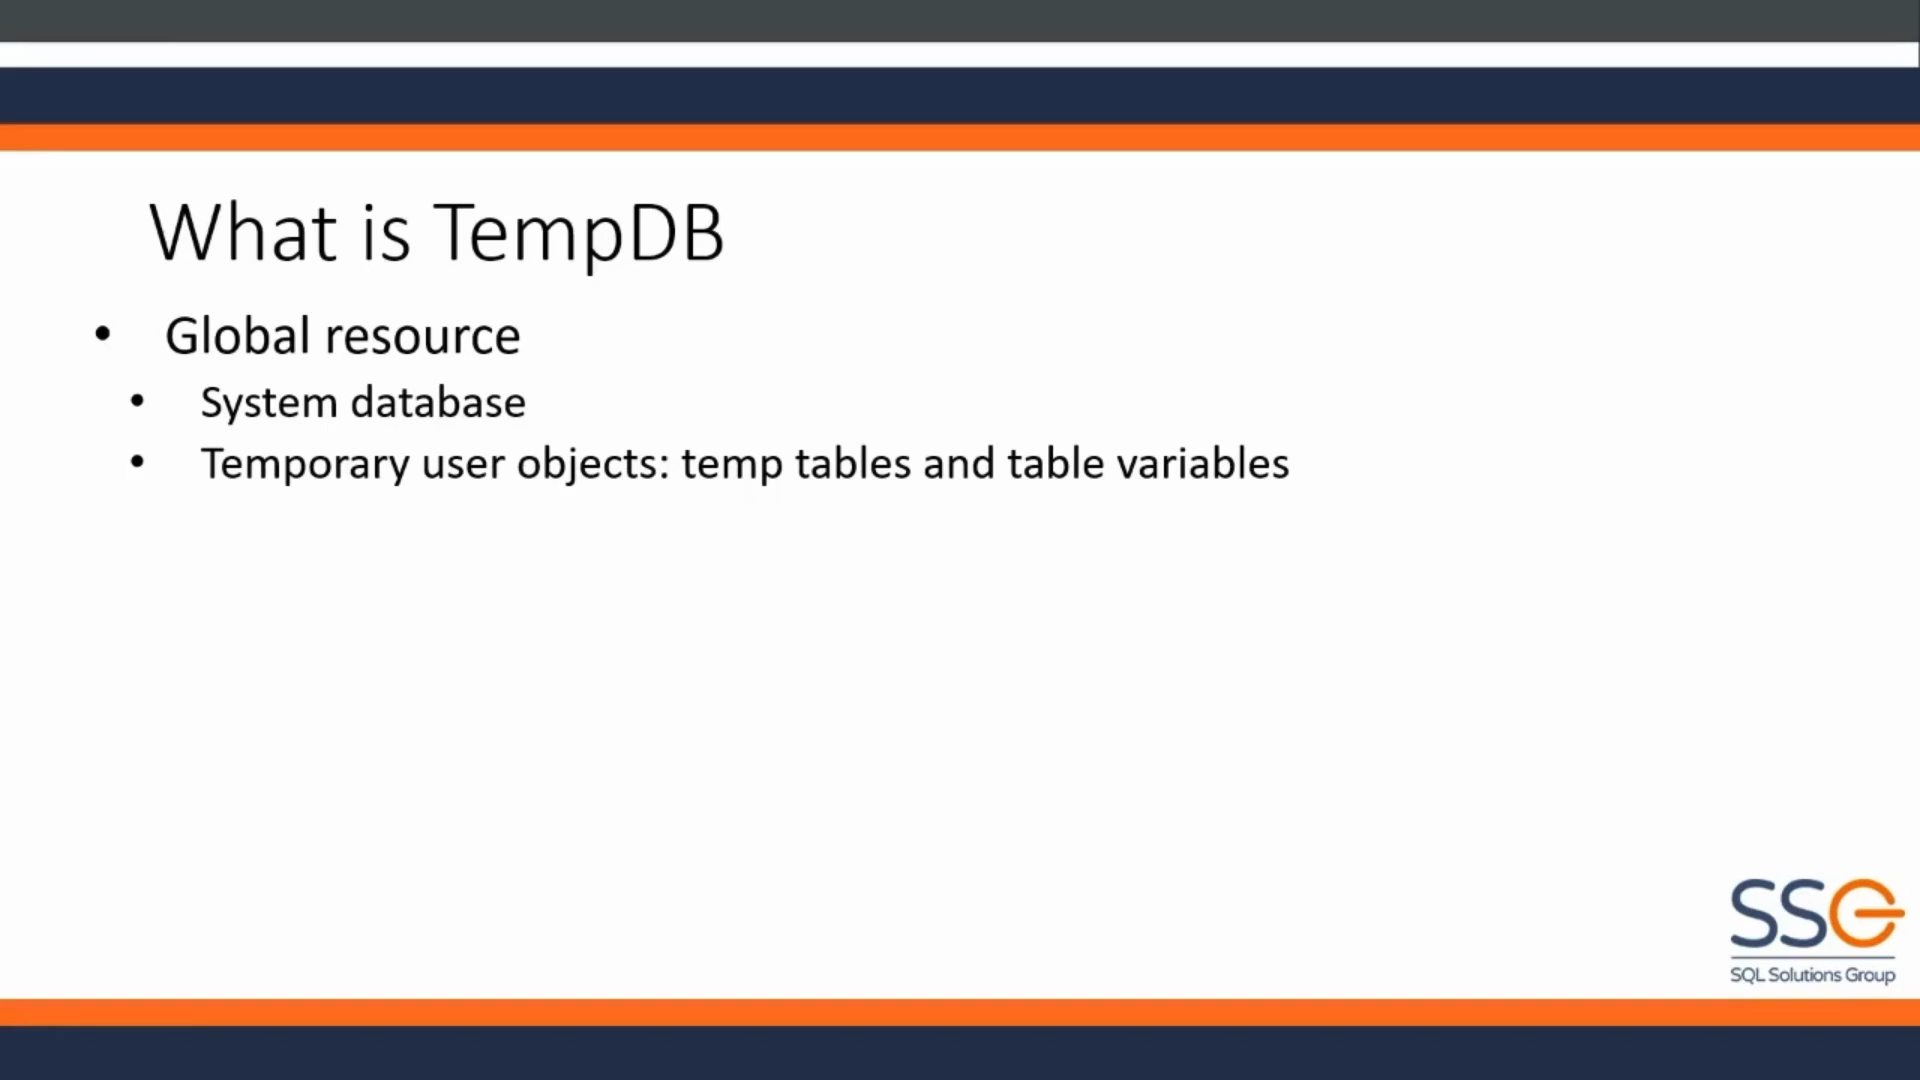 What is TempDB
• Global resource
• System database
• Temporary user objects: temp tables and table variables
SSG
SQL Solutions Group